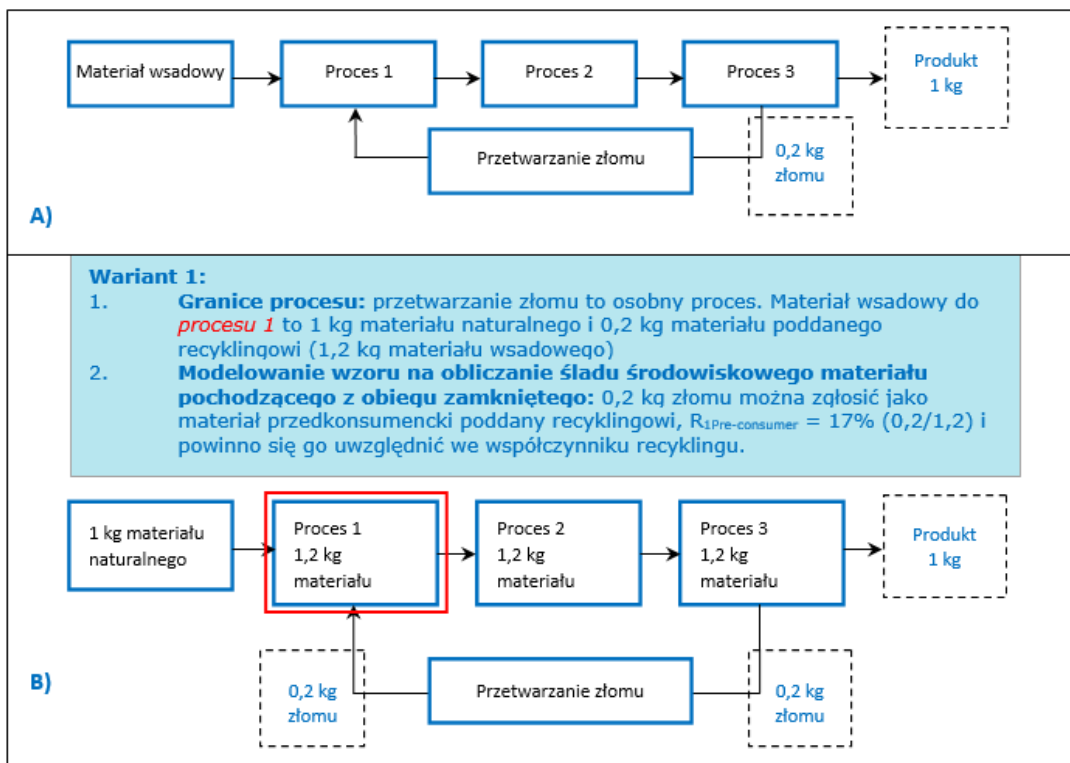 Materiał wsadowy
Proces 1
Proces 2
Proces 3
Produkt
1 kg
Przetwarzanie złomu
0,2 kg
złomu
A)
Wariant 1:
1. Granice procesu: przetwarzanie złomu to osobny proces. Materiał wsadowy do
procesu 1 to 1 kg materiału naturalnego i 0,2 kg materiału poddanego
recyklingowi (1,2 kg materiału wsadowego)
2. Modelowanie wzoru na obliczanie śladu środowiskowego materiału
pochodzącego z obiegu zamkniętego: 0,2 kg złomu można zgłosić jako
materiał przedkonsumencki poddany recyklingowi, R1Pre-consumer = 17% (0,2/1,2) i
powinno się go uwzględnić we współczynniku recyklingu.
1 kg materiału
naturalnego
Proces 1
1,2 kg
materiału
Proces 2
1,2 kg
materiału
Proces 3
1,2 kg
materiału
Produkt
1 kg
B)
0,2 kg
złomu
Przetwarzanie złomu
0,2 kg
złomu